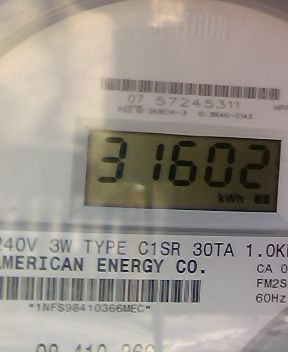 07 57245311
31602
kWh
240V 3W TYPE C1SR 30TA 1.0K
AMERICAN ENERGY CO.
CA 0
FM2S
60Hz
*1NFS98410366MEC*